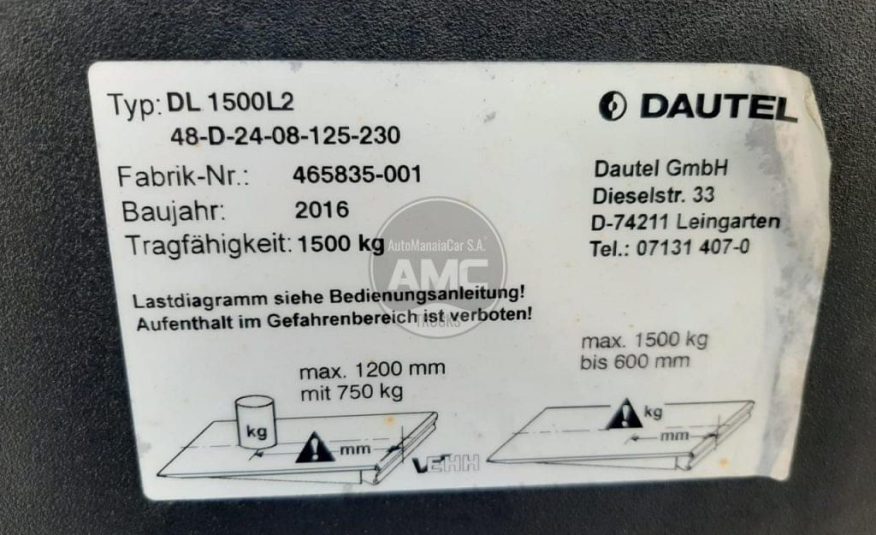 Typ: DL 1500L2
48-D-24-08-125-230
Fabrik-Nr.: 465835-001
Baujahr: 2016
Tragfähigkeit: 1500 kg
DAUTEL
Dautel GmbH
Dieselstr. 33
D-74211 Leingarten
Tel.: 07131 407-0
AutoManaiaCar S.A.
AMC
TRUCKS
Lastdiagramm siehe Bedienungsanleitung!
Aufenthalt im Gefahrenbereich ist verboten!
max. 1200 mm
mit 750 kg
kg
mm
max. 1500 kg
bis 600 mm
kg
mm